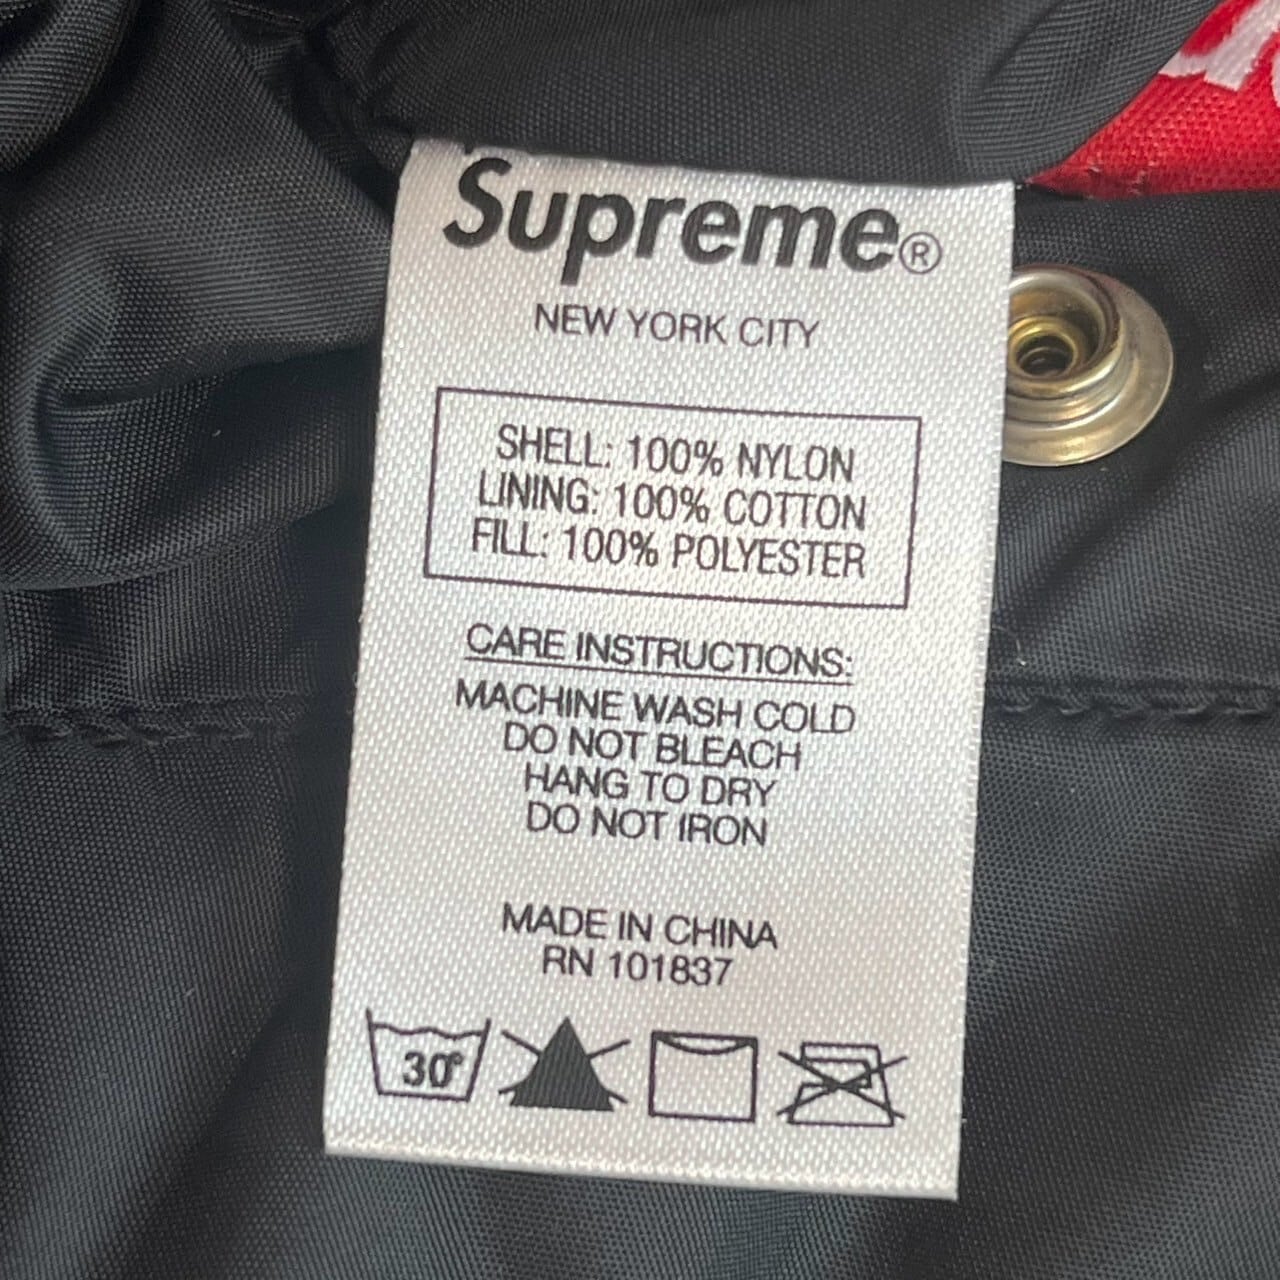 Supreme®
NEW YORK CITY
SHELL: 100% NYLON
LINING: 100% COTTON
FILL: 100% POLYESTER
CARE INSTRUCTIONS:
MACHINE WASH COLD
DO NOT BLEACH
HANG TO DRY
DO NOT IRON
MADE IN CHINA
RN 101837
30°